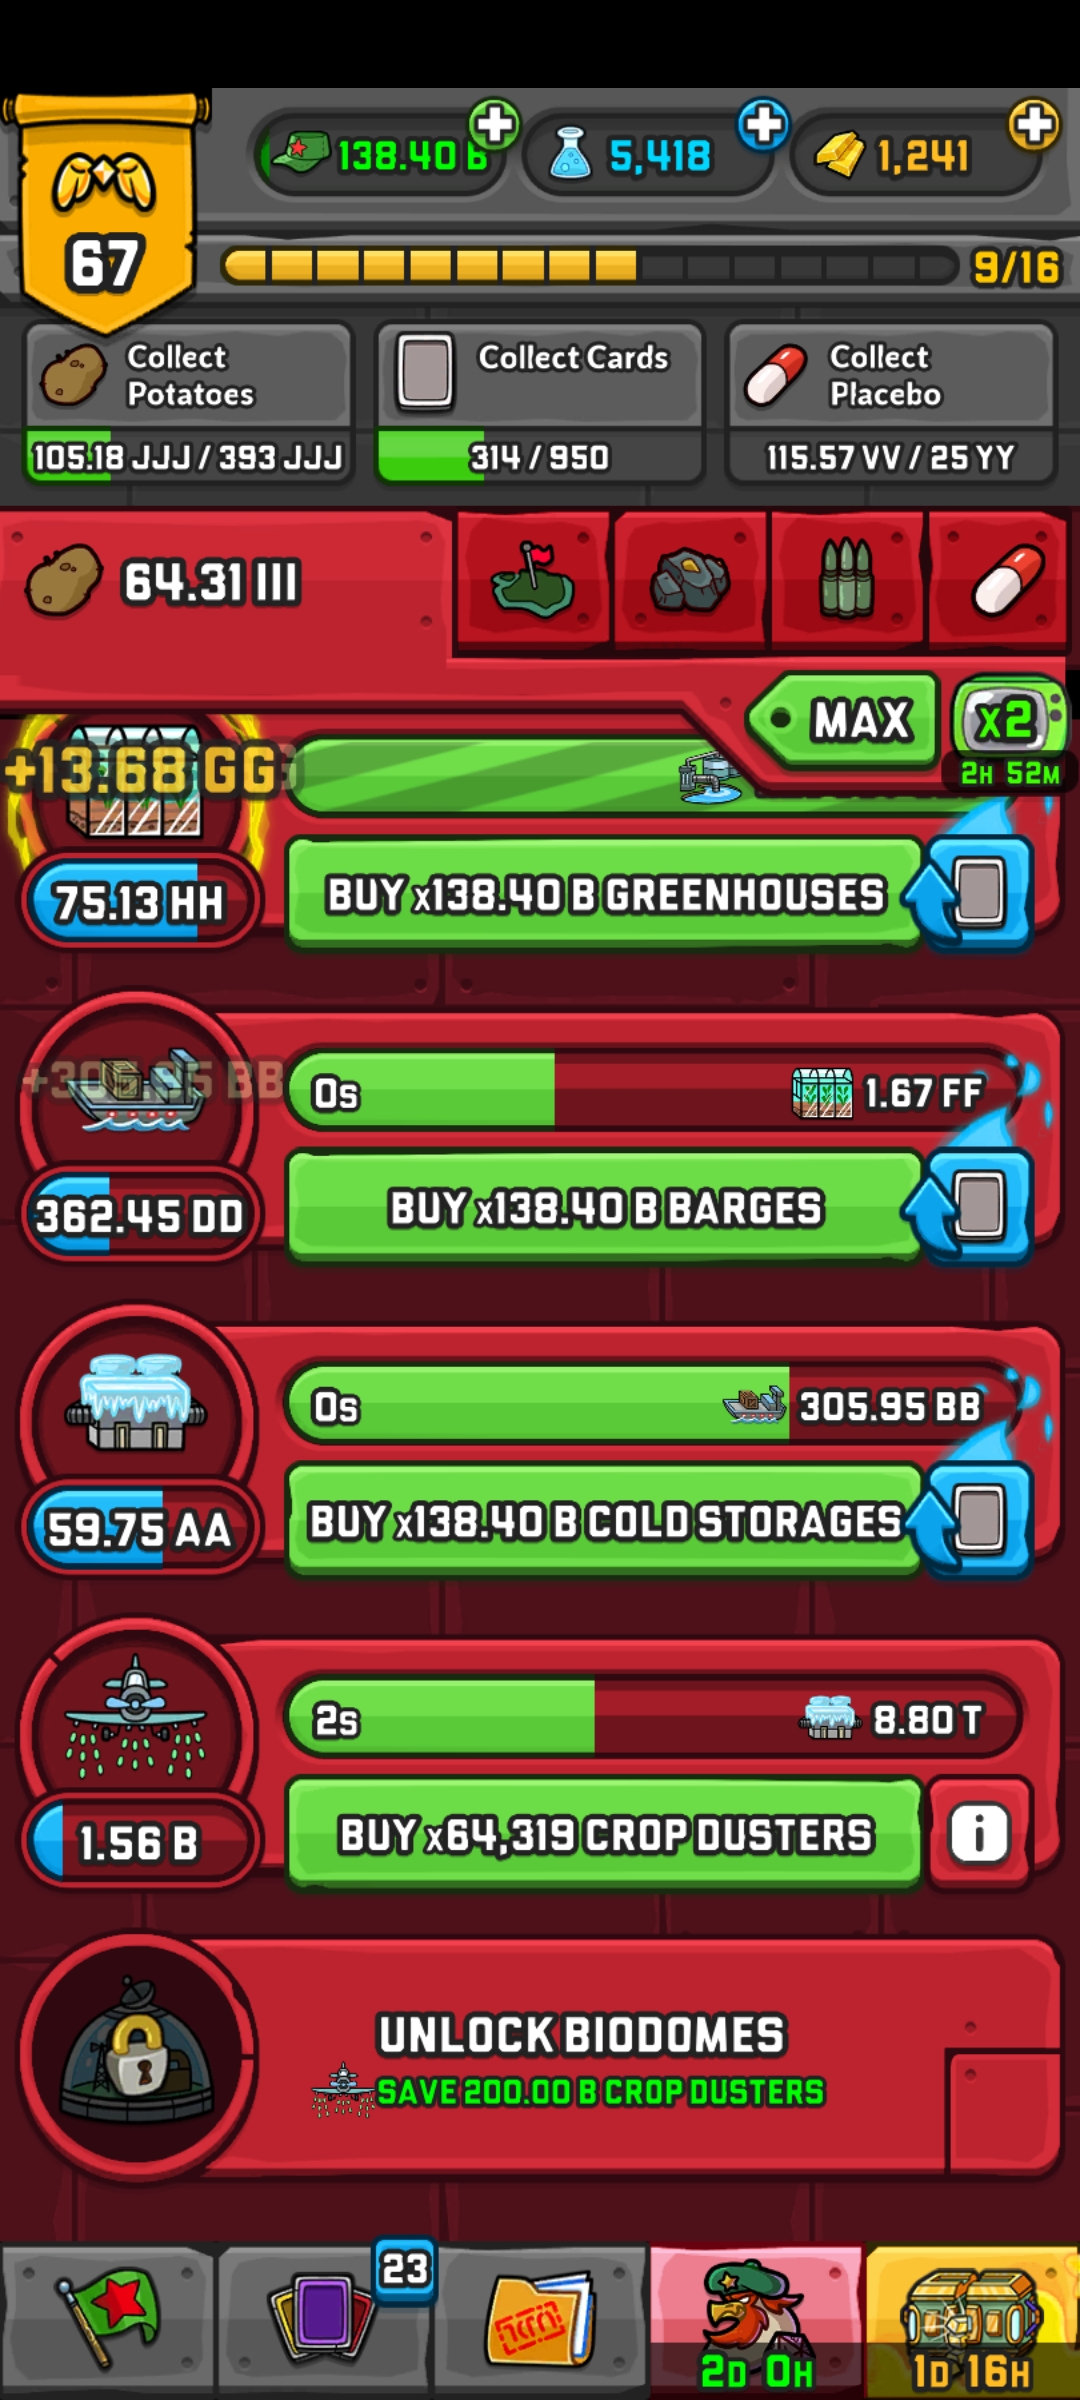 138.40 B
5,418
1,241
67
9/16
Collect
Potatoes
105.18 JJJ / 393 JJJ
Collect Cards
314 / 950
Collect
Placebo
115.57 VV / 25 YY
64.31 III
MAX
x2
2H 52M
+13.68 GG
75.13 HH
BUY x138.40 B GREENHOUSES
+305.95 BB
0s
1.67 FF
362.45 DD
BUY x138.40 B BARGES
0s
305.95 BB
59.75 AA
BUY x138.40 B COLD STORAGES
2s
8.80 T
1.56 B
BUY x64,319 CROP DUSTERS
i
UNLOCK BIODOMES
SAVE 200.00 B CROP DUSTERS
23
2D 0H
1D 16H